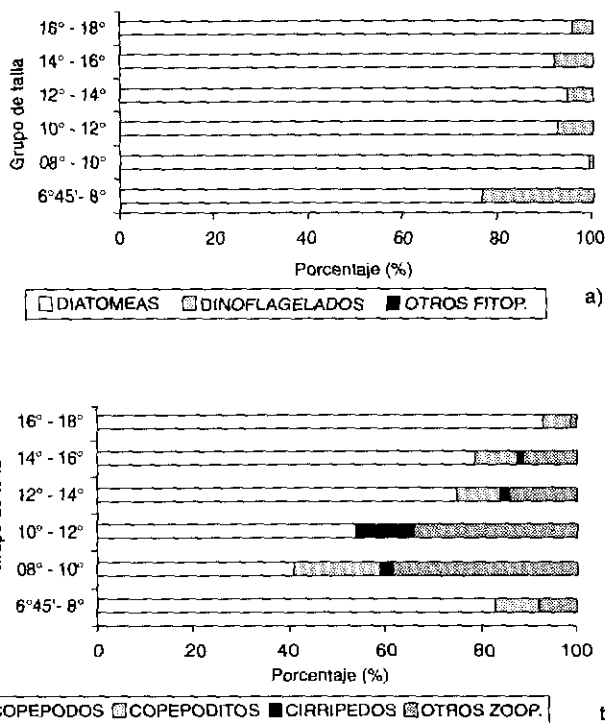 16° - 18°
14° - 16°
12° - 14°
10° - 12°
08° - 10°
6°45'- 8°
Grupo de talla
0 20 40 60 80 100
Porcentaje (%)
DIATOMEAS DINOFLAGELADOS OTROS FITOP.
a)
16° - 18°
14° - 16°
12° - 14°
10° - 12°
08° - 10°
6°45'- 8°
0 20 40 60 80 100
Porcentaje (%)
COPEPODOS COPEPODITOS CIRRIPEDOS OTROS ZOOP.